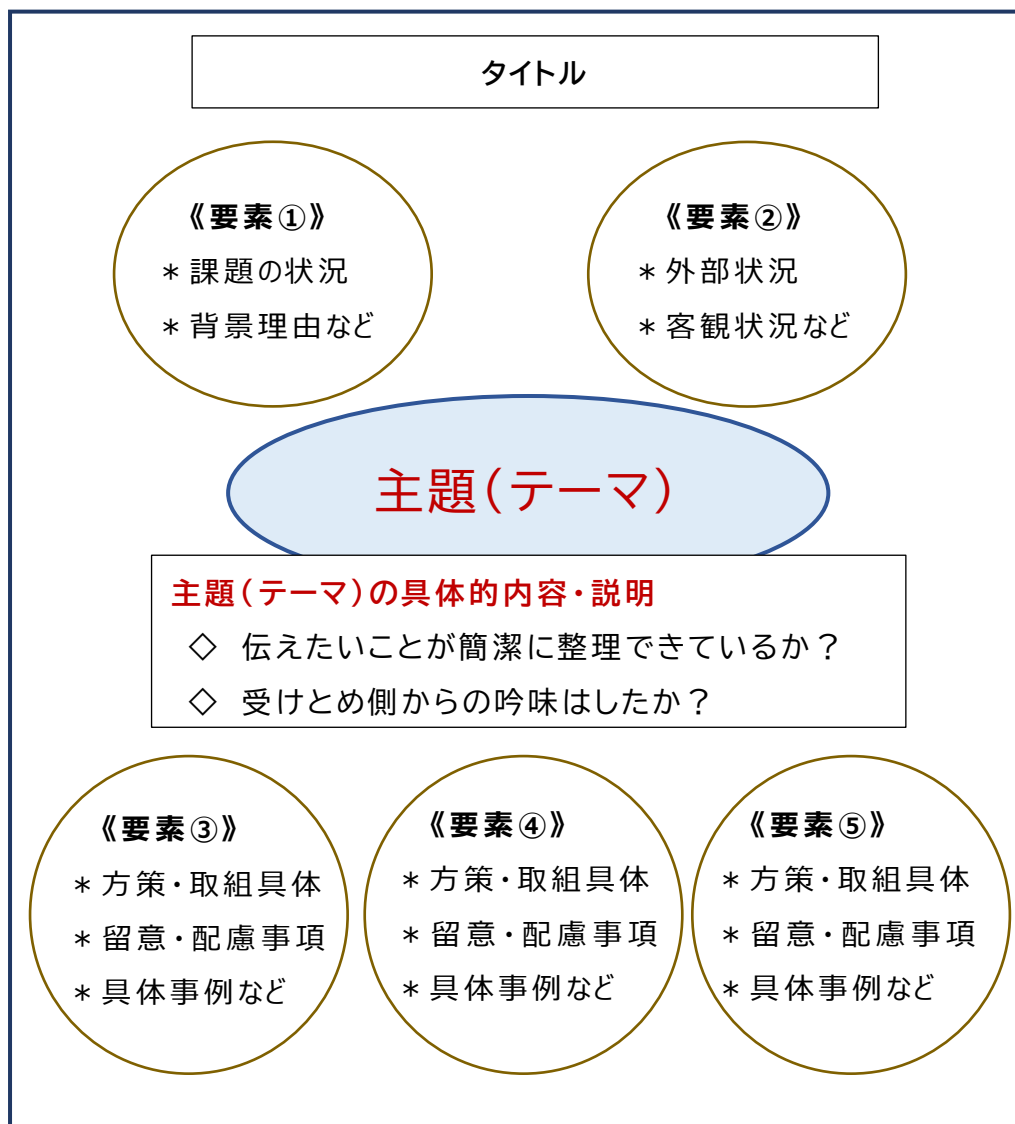 タイトル
《要素①》
＊課題の状況
＊背景理由など
《要素②》
＊外部状況
＊客観状況など
主題(テーマ)
主題(テーマ)の具体的内容・説明
◇ 伝えたいことが簡潔に整理できているか？
◇ 受けとめ側からの吟味はしたか？
《要素③》
＊方策・取組具体
＊留意・配慮事項
＊具体事例など
《要素④》
＊方策・取組具体
＊留意・配慮事項
＊具体事例など
《要素⑤》
＊方策・取組具体
＊留意・配慮事項
＊具体事例など